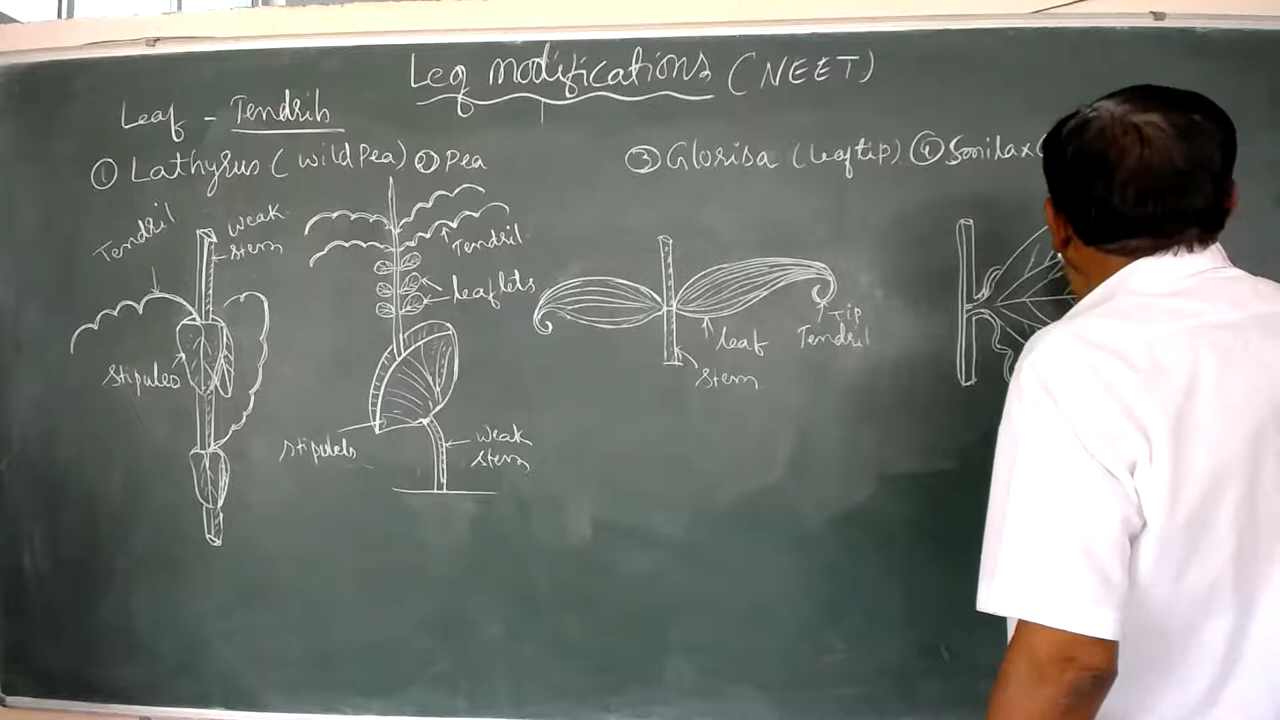 Leaf modifications (NEET)
Leaf - Tendrils
① Lathyrus (wild Pea) ② Pea
③ Glorisa (leaf tip) ④ Smilax (
Tendril
weak
stem
stipules
Tendril
leaflets
stipules
weak
stem
leaf
stem
Tip
Tendril